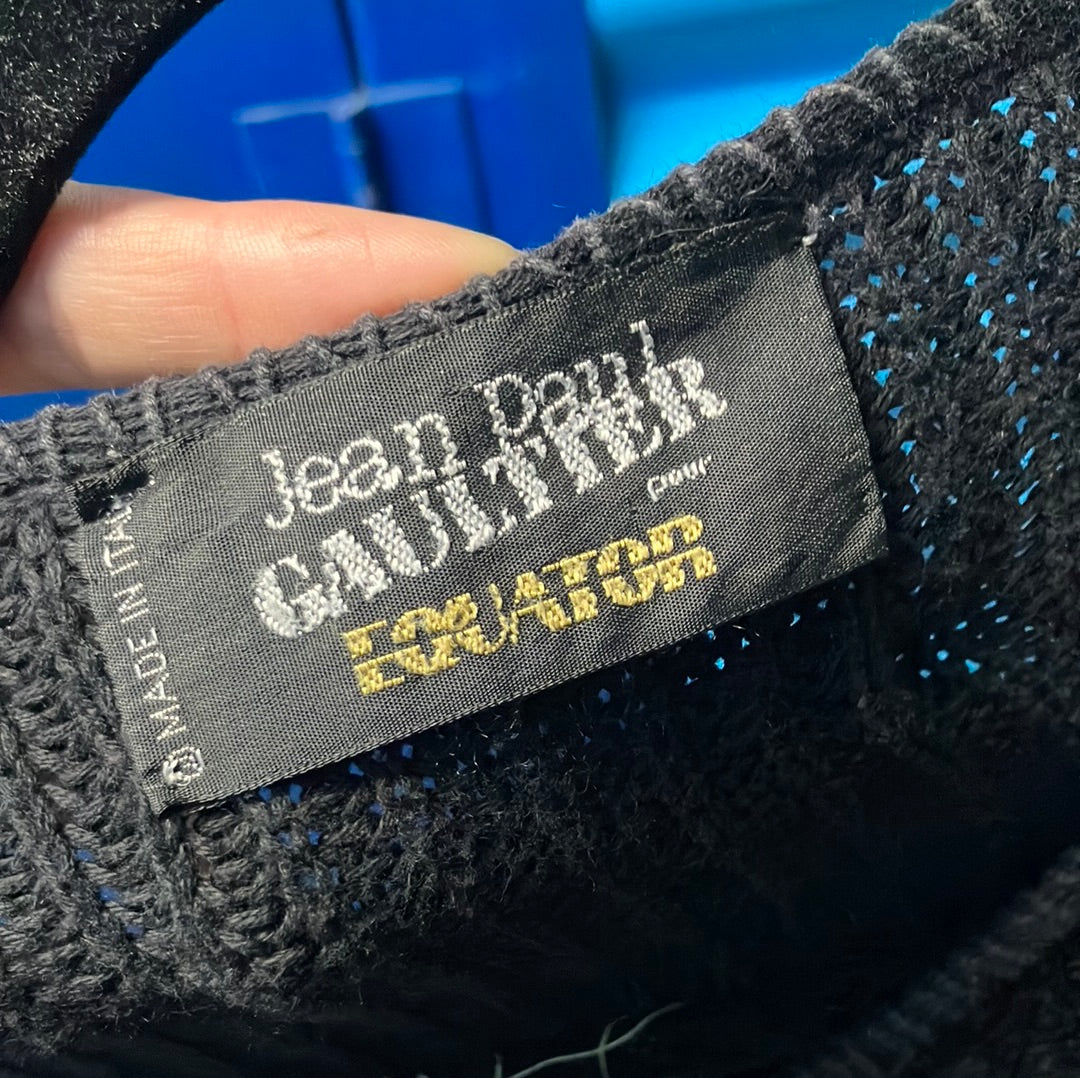 Jean Paul
GAULTIER
pour
EQUATOR
® MADE IN ITA